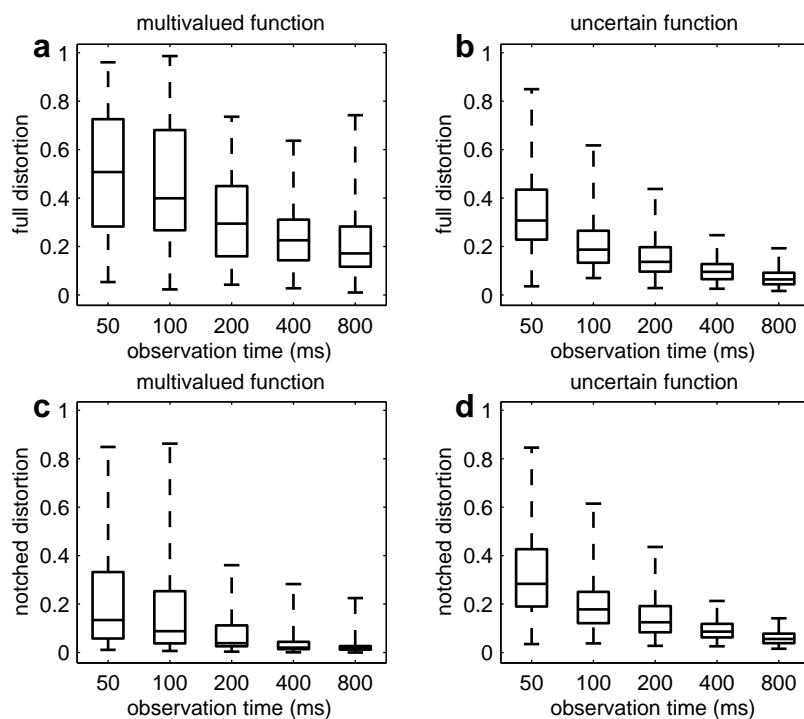 multivalued function
a
full distortion
1
0.8
0.6
0.4
0.2
0
50 100 200 400 800
observation time (ms)
uncertain function
b
full distortion
1
0.8
0.6
0.4
0.2
0
50 100 200 400 800
observation time (ms)
multivalued function
c
notched distortion
1
0.8
0.6
0.4
0.2
0
50 100 200 400 800
observation time (ms)
uncertain function
d
notched distortion
1
0.8
0.6
0.4
0.2
0
50 100 200 400 800
observation time (ms)